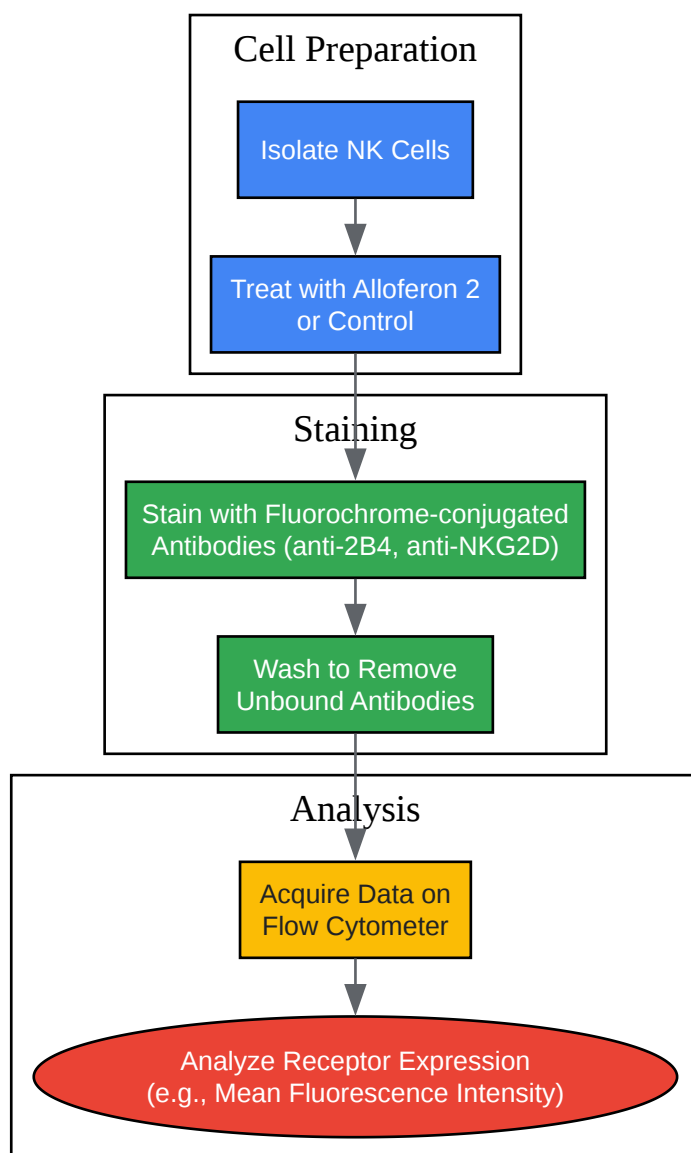 Cell Preparation
Isolate NK Cells
Treat with Alloferon 2
or Control
Staining
Stain with Fluorochrome-conjugated
Antibodies (anti-2B4, anti-NKG2D)
Wash to Remove
Unbound Antibodies
Analysis
Acquire Data on
Flow Cytometer
Analyze Receptor Expression
(e.g., Mean Fluorescence Intensity)